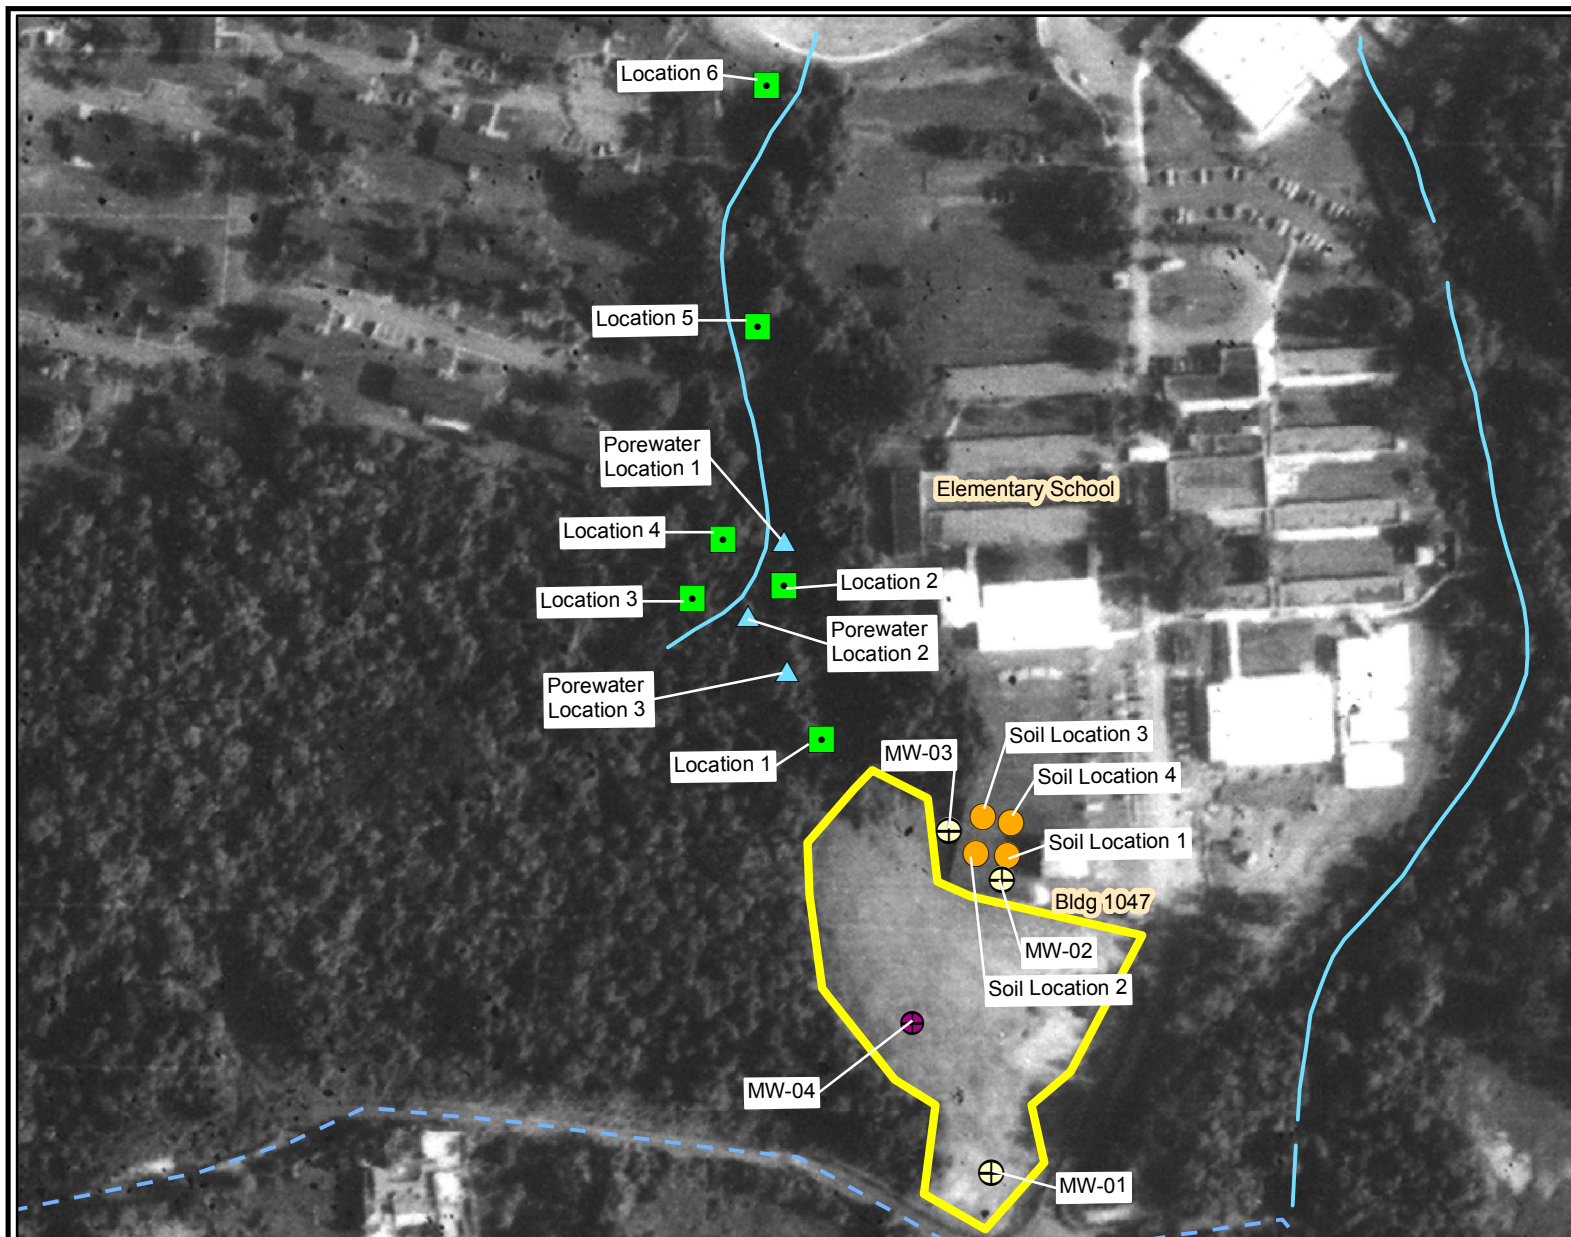 Location 6
Location 5
Porewater
Location 1
Elementary School
Location 4
Location 2
Location 3
Porewater
Location 2
Porewater
Location 3
Soil Location 3
MW-03
Location 1
Soil Location 4
Soil Location 1
Bldg 1047
MW-02
Soil Location 2
MW-04
MW-01